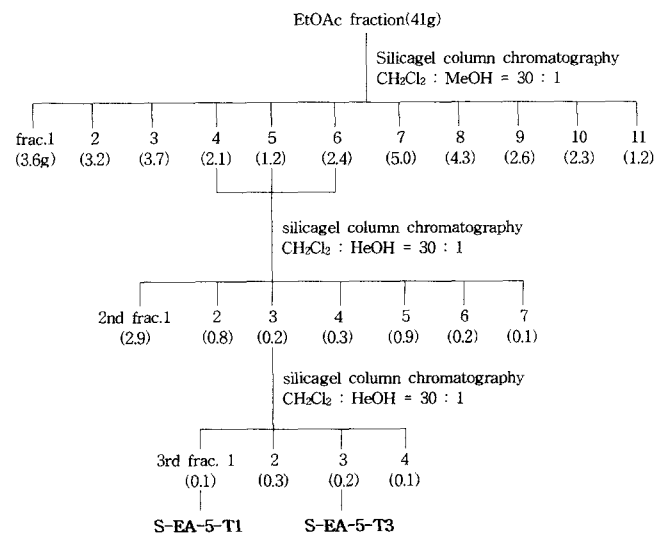 EtOAc fraction(41g)
Silicagel column chromatography
CH2Cl2 : MeOH = 30 : 1
frac.1 2 3 4 5 6 7 8 9 10 11
(3.6g) (3.2) (3.7) (2.1) (1.2) (2.4) (5.0) (4.3) (2.6) (2.3) (1.2)
silicagel column chromatography
CH2Cl2 : HeOH = 30 : 1
2nd frac.1 2 3 4 5 6 7
(2.9) (0.8) (0.2) (0.3) (0.9) (0.2) (0.1)
silicagel column chromatography
CH2Cl2 : HeOH = 30 : 1
3rd frac. 1 2 3 4
(0.1) (0.3) (0.2) (0.1)
S-EA-5-T1 S-EA-5-T3